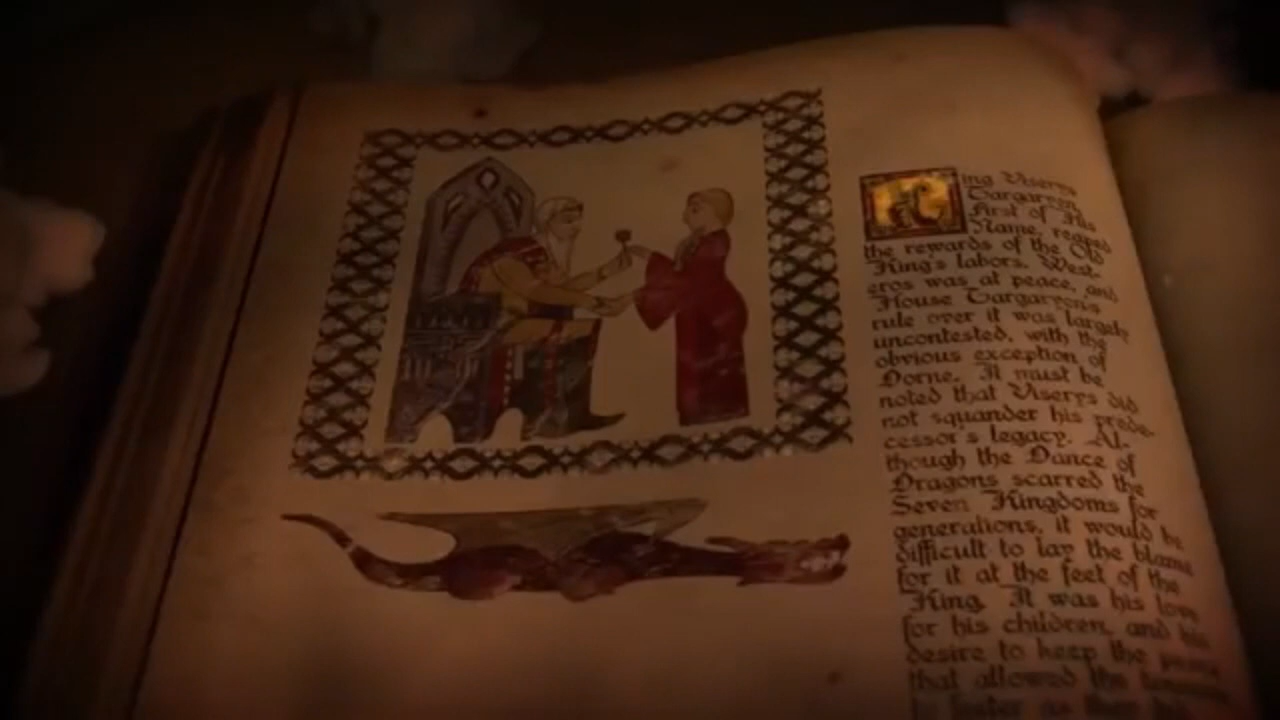 King Viserys
Targaryen,
First of His
Name, reaped
the rewards of the Old
King's labors. West-
eros was at peace, and
House Targaryen's
rule over it was largely
uncontested, with the
obvious exception of
Dorne. It must be
noted that Viserys did
not squander his prede-
cessor's legacy. Al-
though the Dance of
Dragons scarred the
Seven Kingdoms for
generations, it would be
difficult to lay the blame
for it at the feet of the
King. It was his love
for his children, and his
desire to keep the peace
that allowed the
to